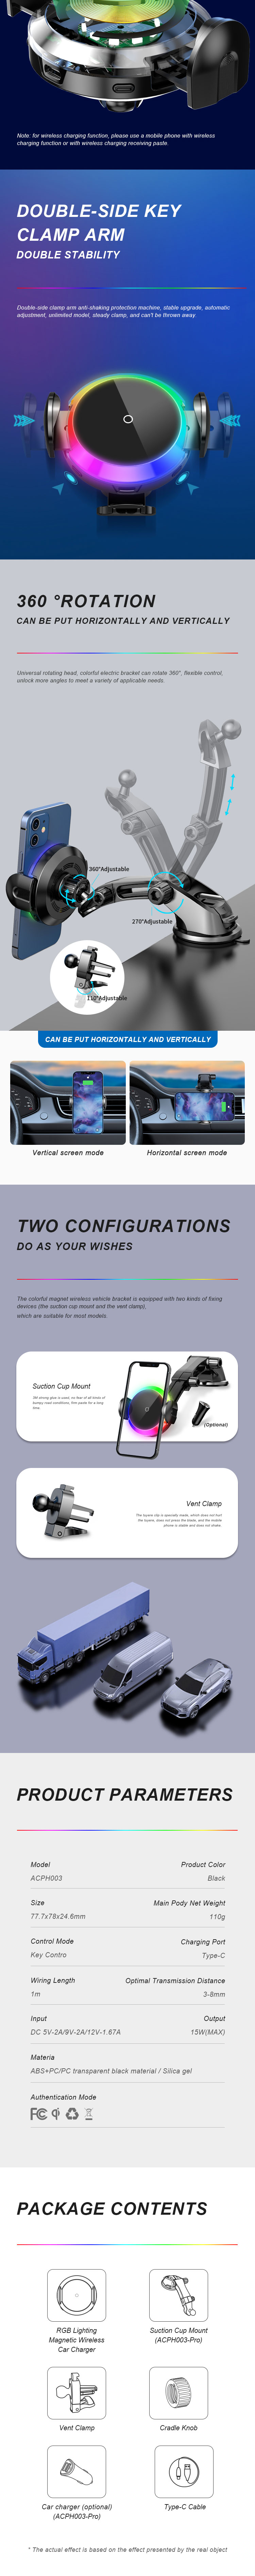 Note: for wireless charging function, please use a mobile phone with wireless
charging function or with wireless charging receiving paste.
DOUBLE-SIDE KEY
CLAMP ARM
DOUBLE STABILITY
Double-side clamp arm anti-shaking protection machine, stable upgrade, automatic
adjustment, unlimited model, steady clamp, and can't be thrown away
360 °ROTATION
CAN BE PUT HORIZONTALLY AND VERTICALLY
Universal rotating head, colorful electric bracket can rotate 360°, flexible control,
unlock more angles to meet a variety of applicable needs.
360°Adjustable
270°Adjustable
110°Adjustable
CAN BE PUT HORIZONTALLY AND VERTICALLY
Vertical screen mode
Horizontal screen mode
TWO CONFIGURATIONS
DO AS YOUR WISHES
The colorful magnet wireless vehicle bracket is equipped with two kinds of fixing
devices (the suction cup mount and the vent clamp),
which are suitable for most models.
Suction Cup Mount
(Optional)
Vent Clamp
PRODUCT PARAMETERS
Model
Product Color
ACPH003
Black
Size
Main Pody Net Weight
77.7x78x24.6mm
110g
Control Mode
Charging Port
Key Contro
Type-C
Wiring Length
Optimal Transmission Distance
1m
3-8mm
Input
Output
DC 5V-2A/9V-2A/12V-1.67A
15W(MAX)
Materia
ABS+PC/PC transparent black material / Silica gel
Authentication Mode
FC qi
PACKAGE CONTENTS
RGB Lighting
Magnetic Wireless
Car Charger
Suction Cup Mount
(ACPH003-Pro)
Vent Clamp
Cradle Knob
Car charger (optional)
(ACPH003-Pro)
Type-C Cable
* The actual effect is based on the effect presented by the real object